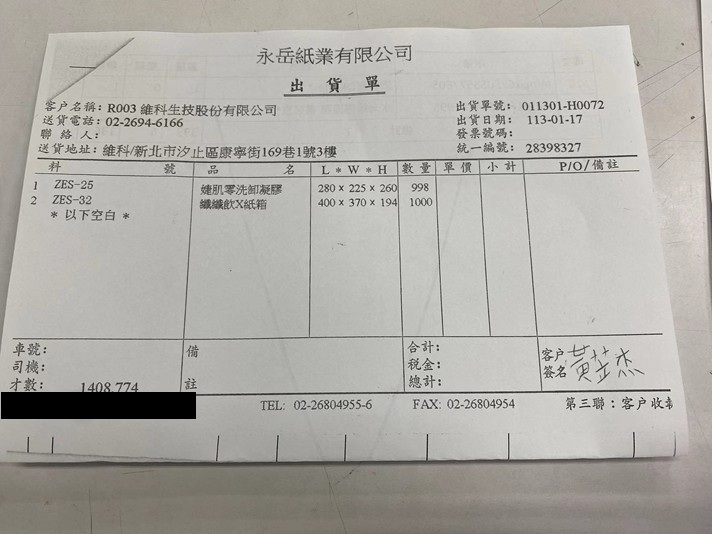 永岳紙業有限公司
出貨單
客戶名稱: R003 維科生技股份有限公司
送貨電話: 02-2694-6166
聯絡人:
送貨地址: 維科/新北市汐止區康寧街169巷1號3樓
出貨單號: 011301-H0072
出貨日期: 113-01-17
發票號碼:
統一編號: 28398327
料號 品名 L * W * H 數量 單價 小計 P/O/備註
1 ZES-25 婕肌零洗卸凝膠 280 x 225 x 260 998
2 ZES-32 纖纖飲X紙箱 400 x 370 x 194 1000
* 以下空白 *
車號:
司機:
才數: 1408.774
備註
合計:
稅金:
總計:
客戶簽名
TEL: 02-26804955-6 FAX: 02-26804954 第三聯:客戶收